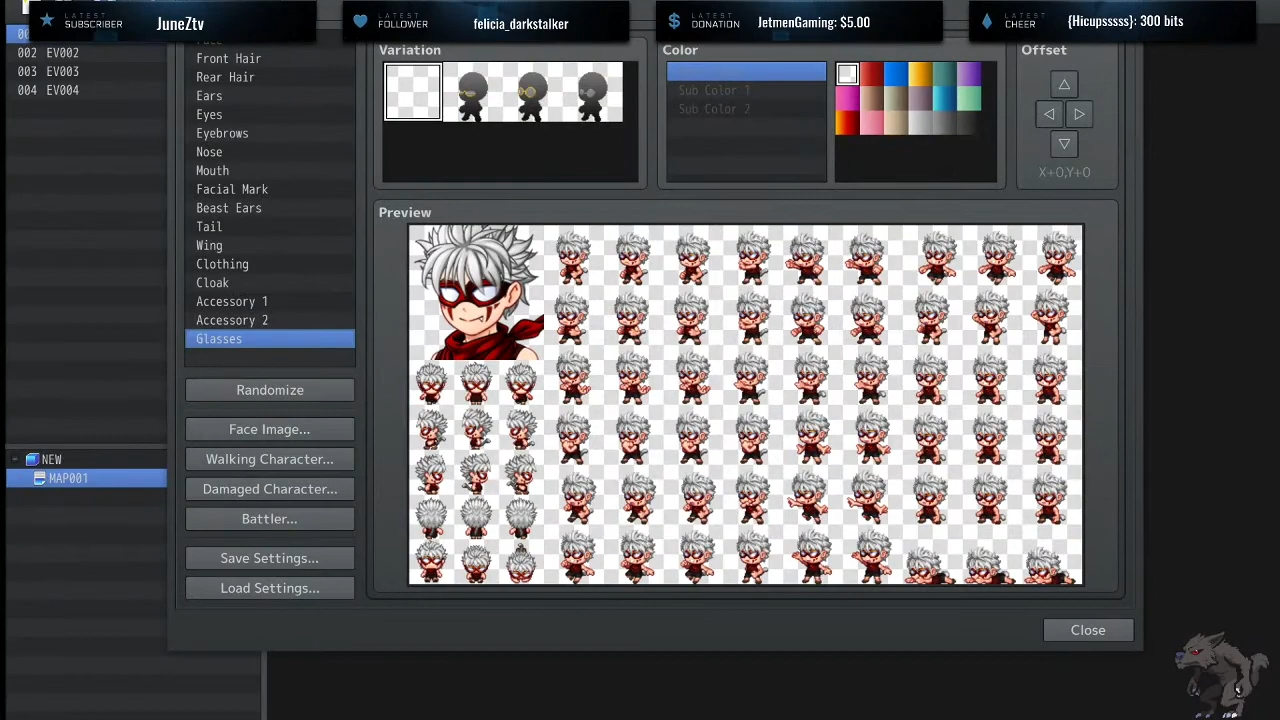 LATEST
SUBSCRIBER
JuneZtv
LATEST
FOLLOWER
felicia_darkstalker
LATEST
DONATION
JetmenGaming: $5.00
LATEST
CHEER
{Hicupsssss}: 300 bits
002 EV002
003 EV003
004 EV004
NEW
MAP001
Front Hair
Rear Hair
Ears
Eyes
Eyebrows
Nose
Mouth
Facial Mark
Beast Ears
Tail
Wing
Clothing
Cloak
Accessory 1
Accessory 2
Glasses
Randomize
Face Image...
Walking Character...
Damaged Character...
Battler...
Save Settings...
Load Settings...
Variation
Color
Sub Color 1
Sub Color 2
Offset
X+0,Y+0
Preview
Close